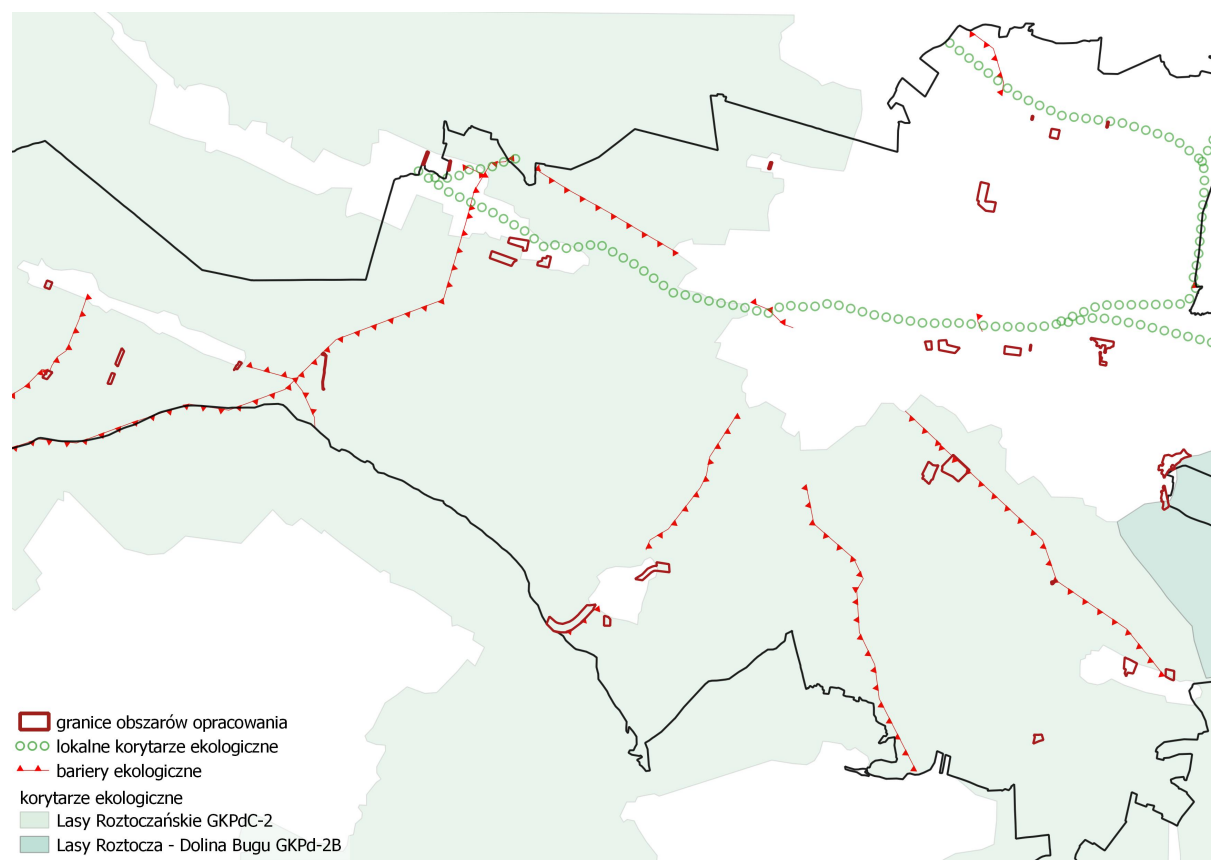 granice obszarów opracowania
lokalne korytarze ekologiczne
bariery ekologiczne
korytarze ekologiczne
Lasy Roztoczańskie GKPdC-2
Lasy Roztocza - Dolina Bugu GKPd-2B